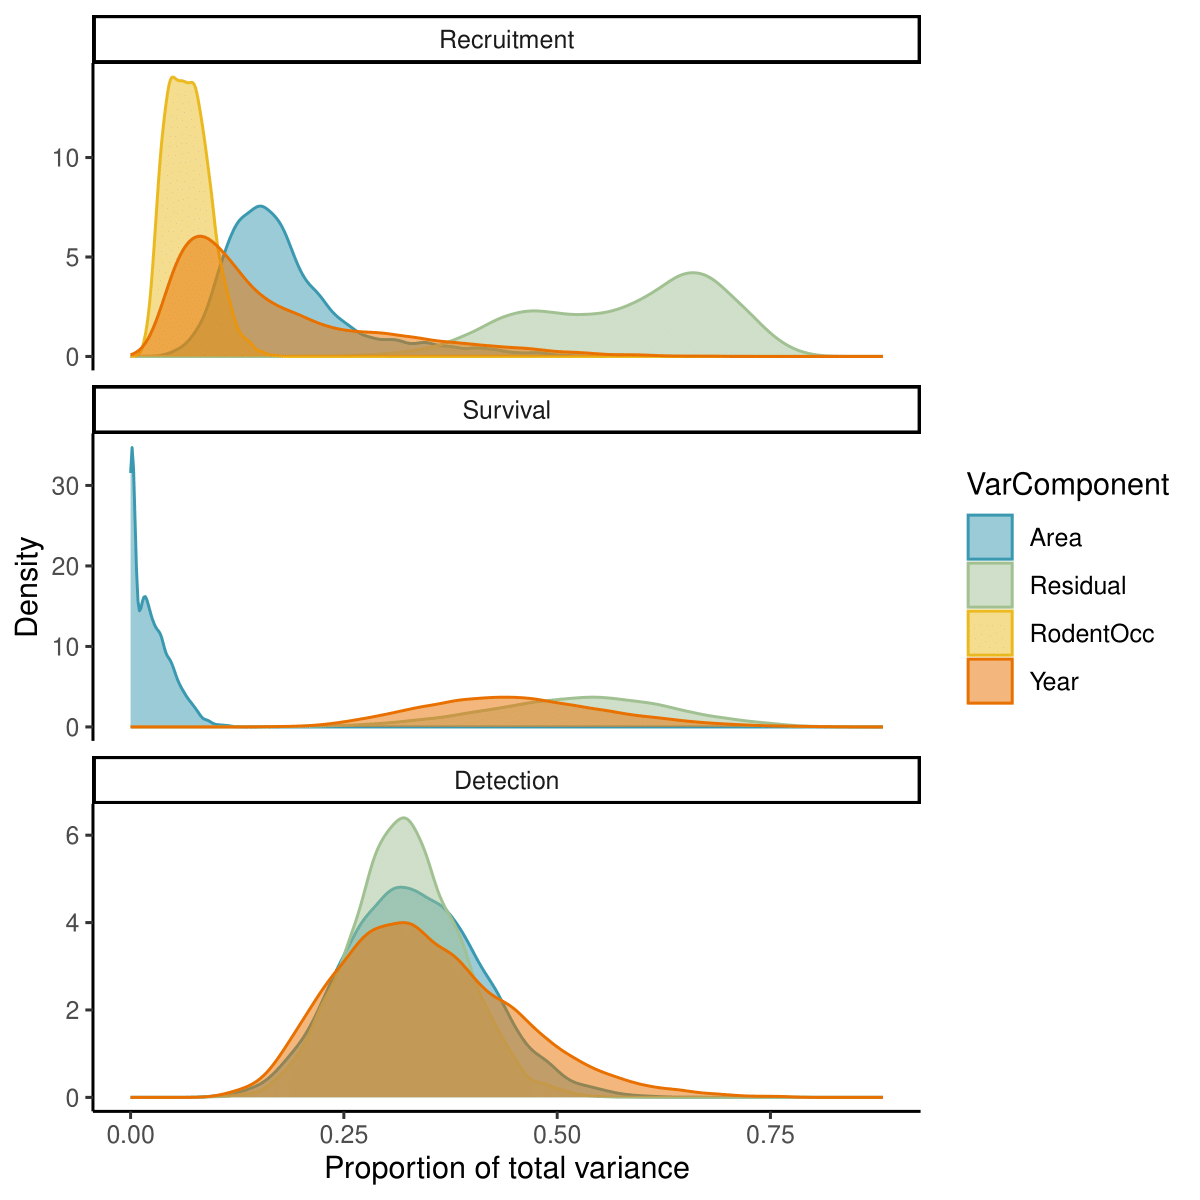 Recruitment
10
5
0
Survival
30
20
10
0
Detection
6
4
2
0
0.00 0.25 0.50 0.75
Proportion of total variance
Density
VarComponent
Area
Residual
RodentOcc
Year